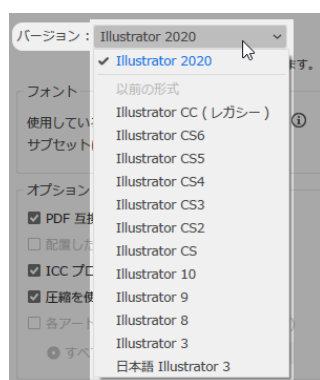 バージョン： Illustrator 2020
✓ Illustrator 2020
ます。
以前の形式
フォント
Illustrator CC ( レガシー )
使用してい
Illustrator CS6
サブセット
Illustrator CS5
Illustrator CS4
オプション
Illustrator CS3
PDF 互換
Illustrator CS2
配置した
Illustrator CS
ICC プロ
Illustrator 10
圧縮を使
Illustrator 9
各アート
Illustrator 8
Illustrator 3
すべ
日本語 Illustrator 3